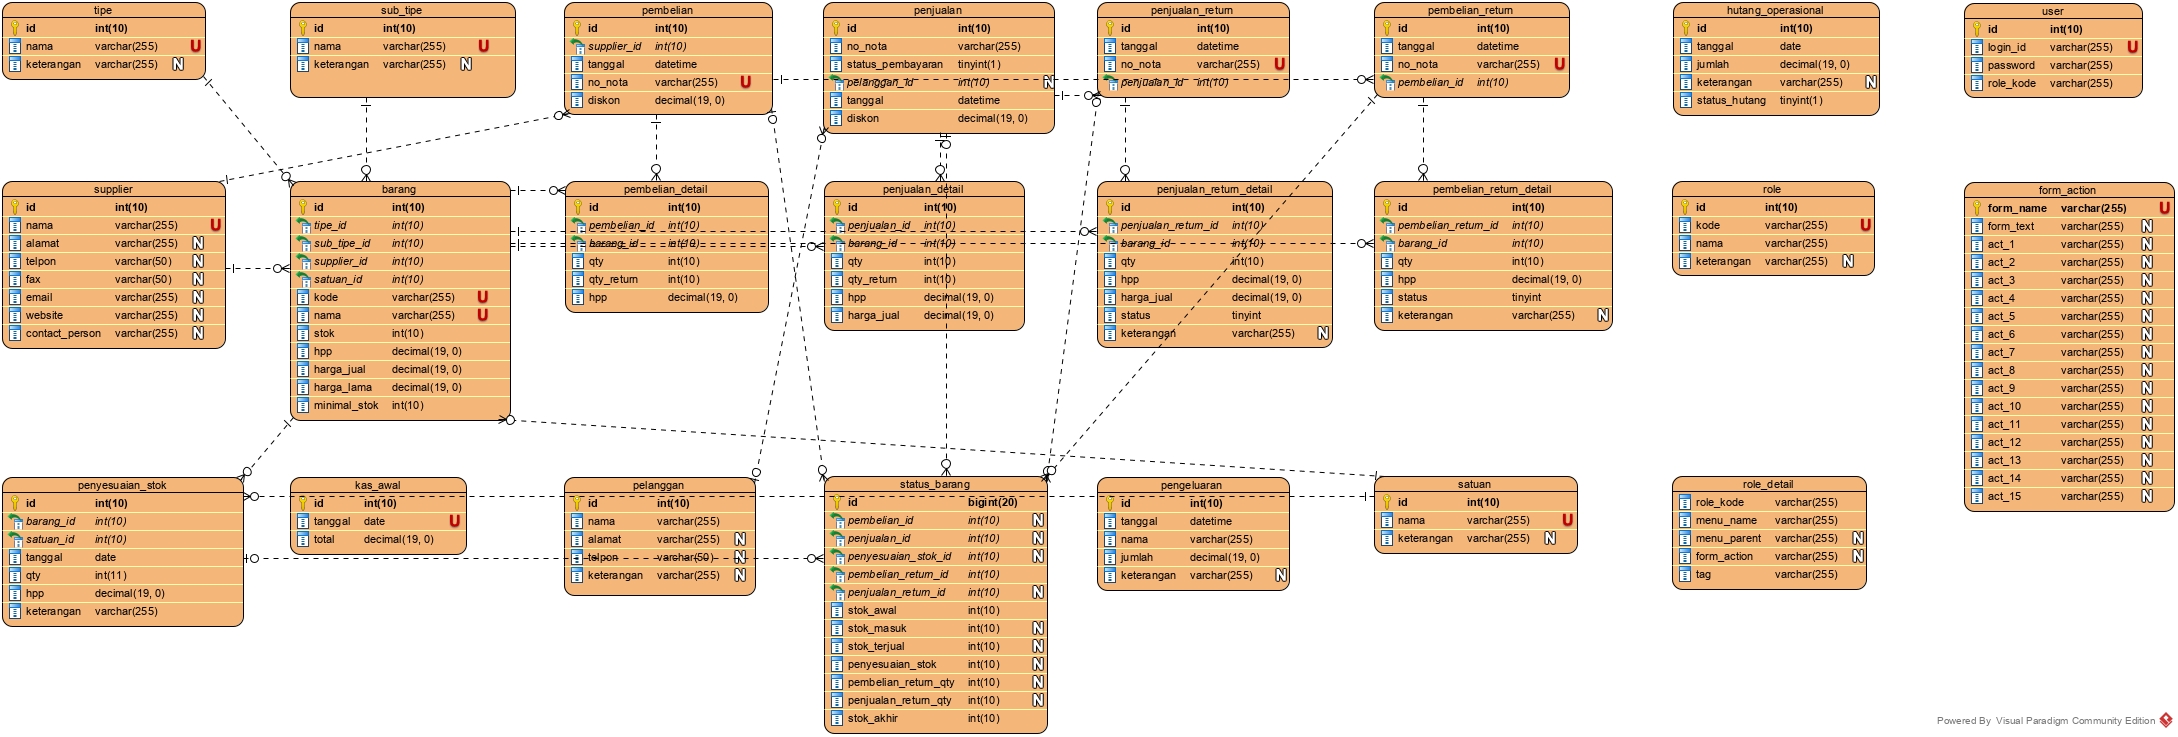 tipe
id int(10)
nama varchar(255) U
keterangan varchar(255) N
sub_tipe
id int(10)
nama varchar(255) U
keterangan varchar(255) N
pembelian
id int(10)
supplier_id int(10)
tanggal datetime
no_nota varchar(255) U
diskon decimal(19, 0)
penjualan
id int(10)
no_nota varchar(255)
status_pembayaran tinyint(1)
pelanggan_id int(10) N
tanggal datetime
diskon decimal(19, 0)
penjualan_return
id int(10)
tanggal datetime
no_nota varchar(255) U
penjualan_id int(10)
pembelian_return
id int(10)
tanggal datetime
no_nota varchar(255) U
pembelian_id int(10)
hutang_operasional
id int(10)
tanggal date
jumlah decimal(19, 0)
keterangan varchar(255) N
status_hutang tinyint(1)
user
id int(10)
login_id varchar(255) U
password varchar(255)
role_kode varchar(255)
supplier
id int(10)
nama varchar(255) U
alamat varchar(255) N
telpon varchar(50) N
fax varchar(50) N
email varchar(255) N
website varchar(255) N
contact_person varchar(255) N
barang
id int(10)
tipe_id int(10)
sub_tipe_id int(10)
supplier_id int(10)
satuan_id int(10)
kode varchar(255) U
nama varchar(255) U
stok int(10)
hpp decimal(19, 0)
harga_jual decimal(19, 0)
harga_lama decimal(19, 0)
minimal_stok int(10)
pembelian_detail
id int(10)
pembelian_id int(10)
barang_id int(10)
qty int(10)
qty_return int(10)
hpp decimal(19, 0)
penjualan_detail
id int(10)
penjualan_id int(10)
barang_id int(10)
qty int(10)
qty_return int(10)
hpp decimal(19, 0)
harga_jual decimal(19, 0)
penjualan_return_detail
id int(10)
penjualan_return_id int(10)
barang_id int(10)
qty int(10)
hpp decimal(19, 0)
harga_jual decimal(19, 0)
status tinyint
keterangan varchar(255) N
pembelian_return_detail
id int(10)
pembelian_return_id int(10)
barang_id int(10)
qty int(10)
hpp decimal(19, 0)
status tinyint
keterangan varchar(255) N
role
id int(10)
kode varchar(255) U
nama varchar(255)
keterangan varchar(255) N
form_action
form_name varchar(255) U
form_text varchar(255) N
act_1 varchar(255) N
act_2 varchar(255) N
act_3 varchar(255) N
act_4 varchar(255) N
act_5 varchar(255) N
act_6 varchar(255) N
act_7 varchar(255) N
act_8 varchar(255) N
act_9 varchar(255) N
act_10 varchar(255) N
act_11 varchar(255) N
act_12 varchar(255) N
act_13 varchar(255) N
act_14 varchar(255) N
act_15 varchar(255) N
penyesuaian_stok
id int(10)
barang_id int(10)
satuan_id int(10)
tanggal date
qty int(11)
hpp decimal(19, 0)
keterangan varchar(255)
kas_awal
id int(10)
tanggal date U
total decimal(19, 0)
pelanggan
id int(10)
nama varchar(255)
alamat varchar(255) N
telpon varchar(50) N
keterangan varchar(255) N
status_barang
id bigint(20)
pembelian_id int(10) N
penjualan_id int(10) N
penyesuaian_stok_id int(10) N
pembelian_return_id int(10)
penjualan_return_id int(10) N
stok_awal int(10)
stok_masuk int(10) N
stok_terjual int(10) N
penyesuaian_stok int(10) N
pembelian_return_qty int(10) N
penjualan_return_qty int(10) N
stok_akhir int(10)
pengeluaran
id int(10)
tanggal datetime
nama varchar(255)
jumlah decimal(19, 0)
keterangan varchar(255) N
satuan
id int(10)
nama varchar(255) U
keterangan varchar(255) N
role_detail
role_kode varchar(255)
menu_name varchar(255)
menu_parent varchar(255) N
form_action varchar(255) N
tag varchar(255)
Powered By Visual Paradigm Community Edition